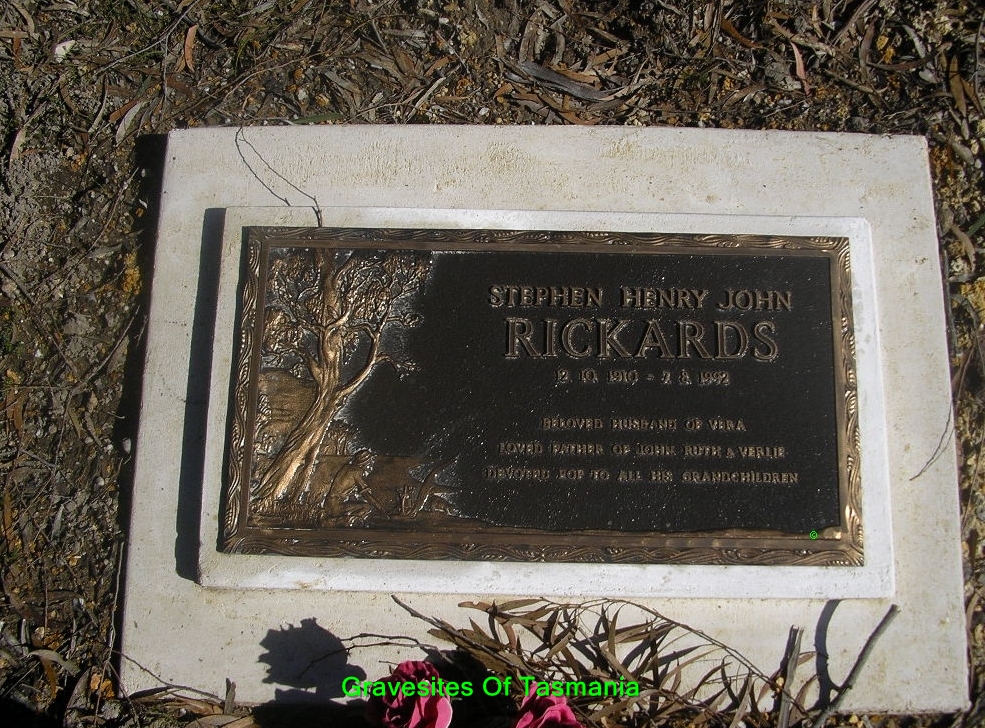 STEPHEN HENRY JOHN
RICKARDS
12. 10. 1910 - 7. 8. 1992
BELOVED HUSBAND OF VERA
LOVED FATHER OF JOHN RUTH & VERLIE
DEVOTED POP TO ALL HIS GRANDCHILDREN
©
Gravesites Of Tasmania